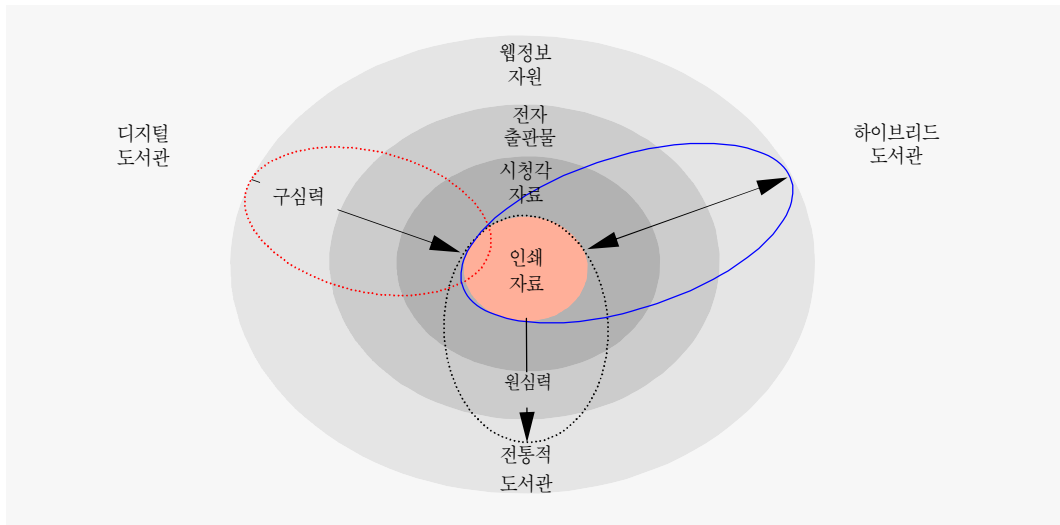 웹정보
자원
전자
출판물
시청각
자료
디지털
도서관
하이브리드
도서관
구심력
인쇄
자료
원심력
전통적
도서관